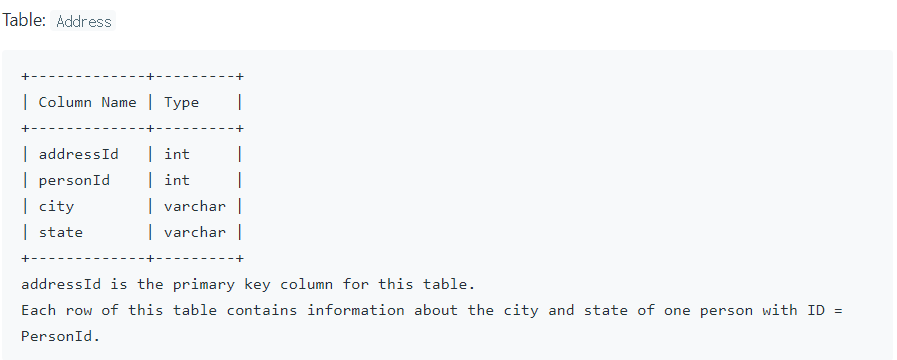 Table: Address
+-------------+---------+
| Column Name | Type    |
+-------------+---------+
| addressId   | int     |
| personId    | int     |
| city        | varchar |
| state       | varchar |
+-------------+---------+
addressId is the primary key column for this table.
Each row of this table contains information about the city and state of one person with ID =
PersonId.